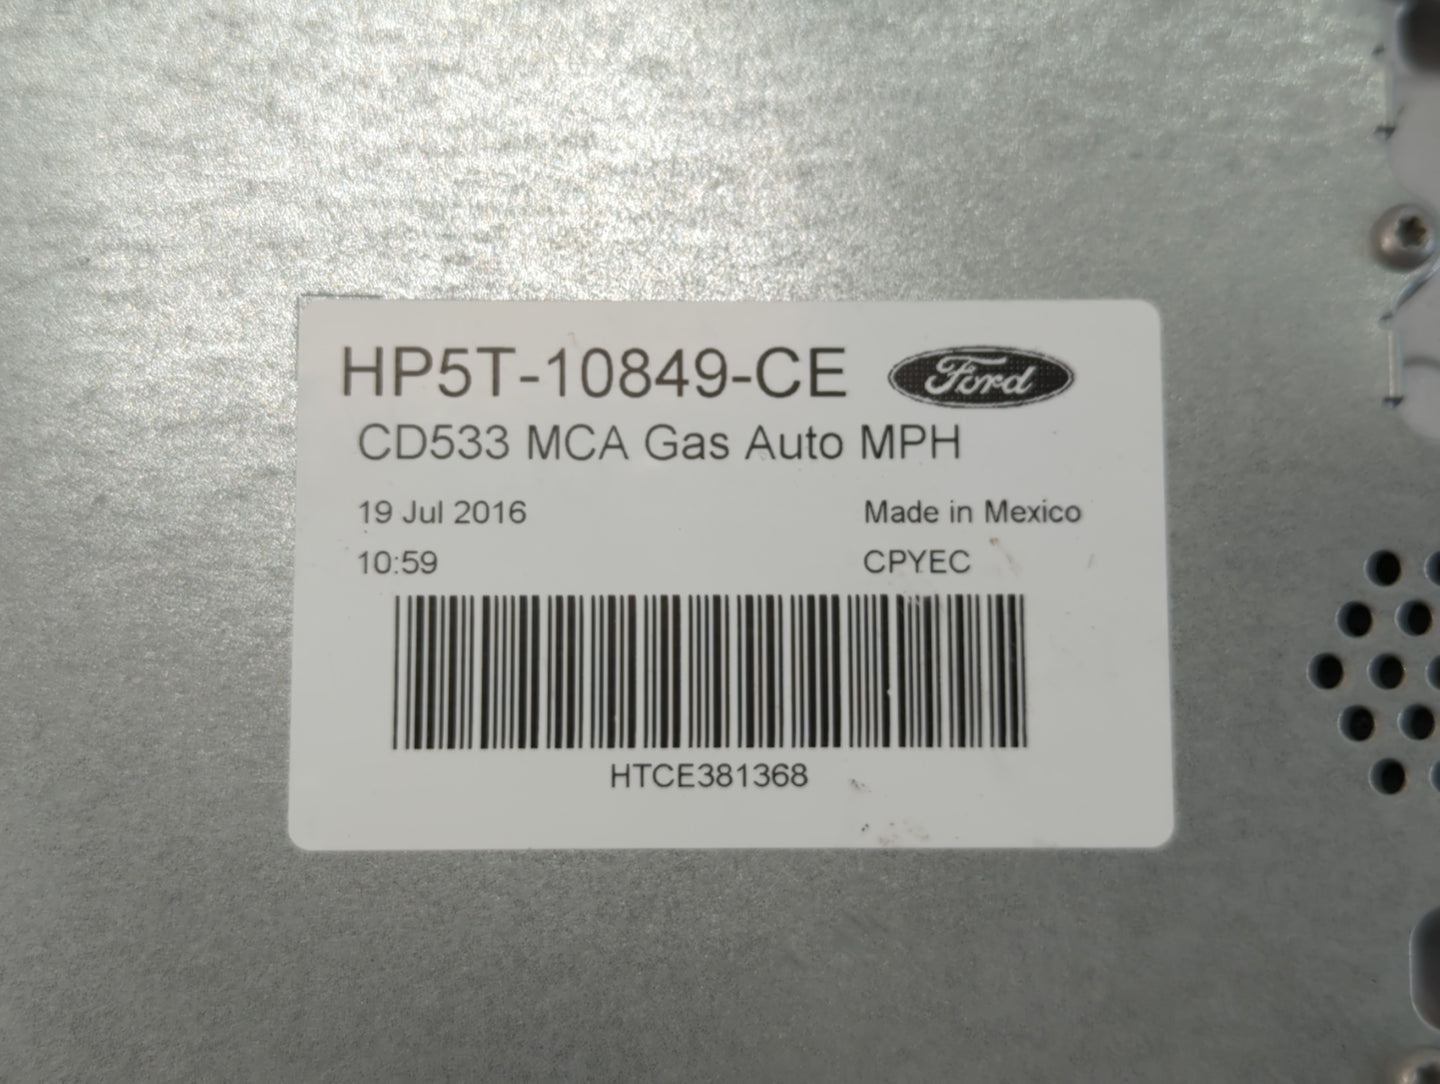 HP5T-10849-CE Ford
CD533 MCA Gas Auto MPH
19 Jul 2016 Made in Mexico
10:59 CPYEC
HTCE381368